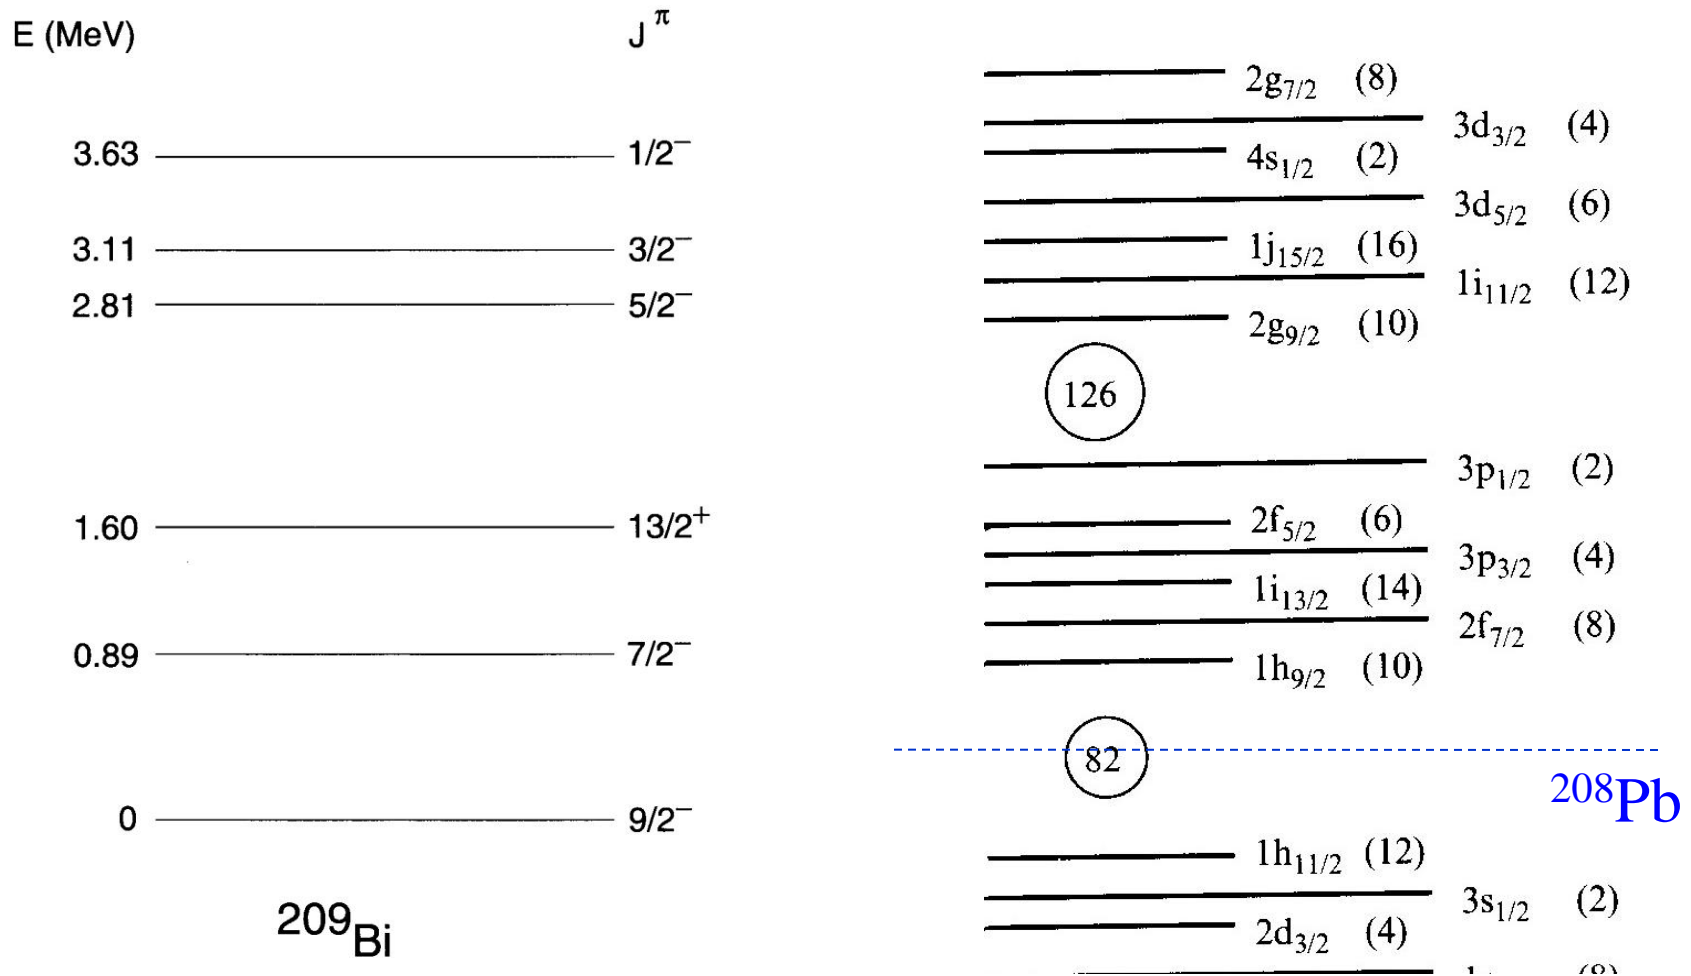 E (MeV)
J^π
3.63
1/2⁻
3.11
3/2⁻
2.81
5/2⁻
1.60
13/2⁺
0.89
7/2⁻
0
9/2⁻
²⁰⁹Bi
2g₇/₂ (8)
3d₃/₂ (4)
4s₁/₂ (2)
3d₅/₂ (6)
1j₁₅/₂ (16)
1i₁₁/₂ (12)
2g₉/₂ (10)
126
3p₁/₂ (2)
2f₅/₂ (6)
3p₃/₂ (4)
1i₁₃/₂ (14)
2f₇/₂ (8)
1h₉/₂ (10)
82
²⁰⁸Pb
1h₁₁/₂ (12)
3s₁/₂ (2)
2d₃/₂ (4)